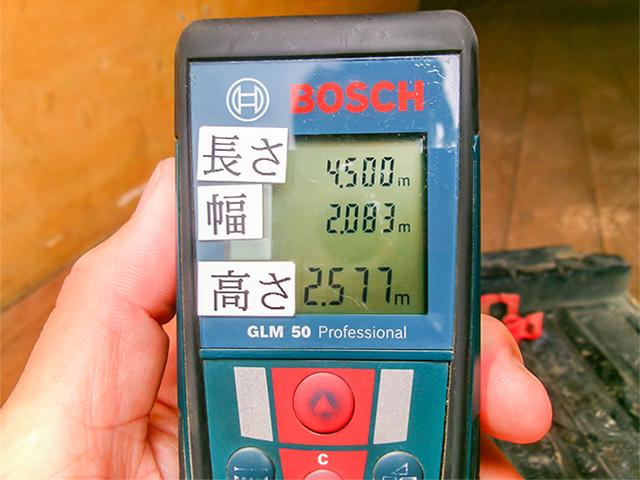 BOSCH
長さ 4.500 m
幅 2.083 m
高さ 2.577 m
GLM 50 Professional
C